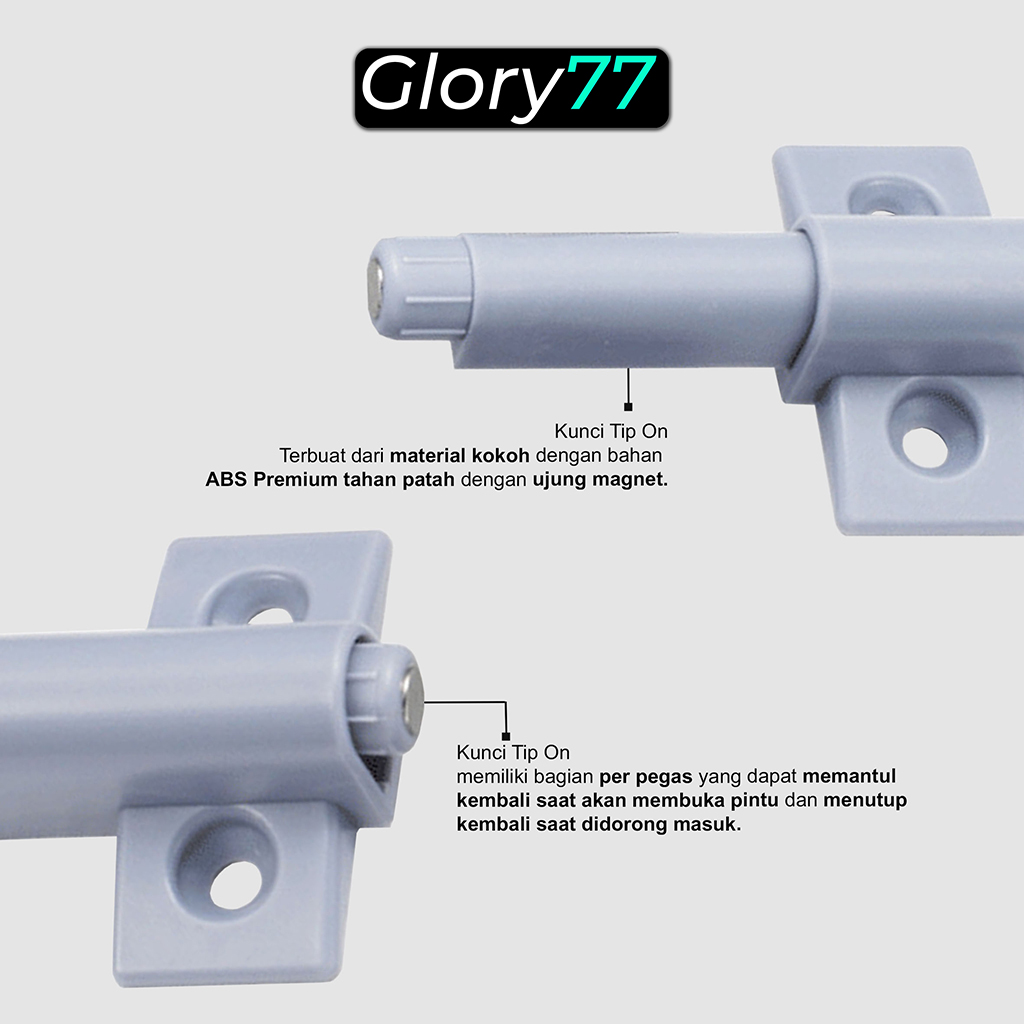 Glory77
Kunci Tip On
Terbuat dari material kokoh dengan bahan
ABS Premium tahan patah dengan ujung magnet.
Kunci Tip On
memiliki bagian per pegas yang dapat memantul
kembali saat akan membuka pintu dan menutup
kembali saat didorong masuk.